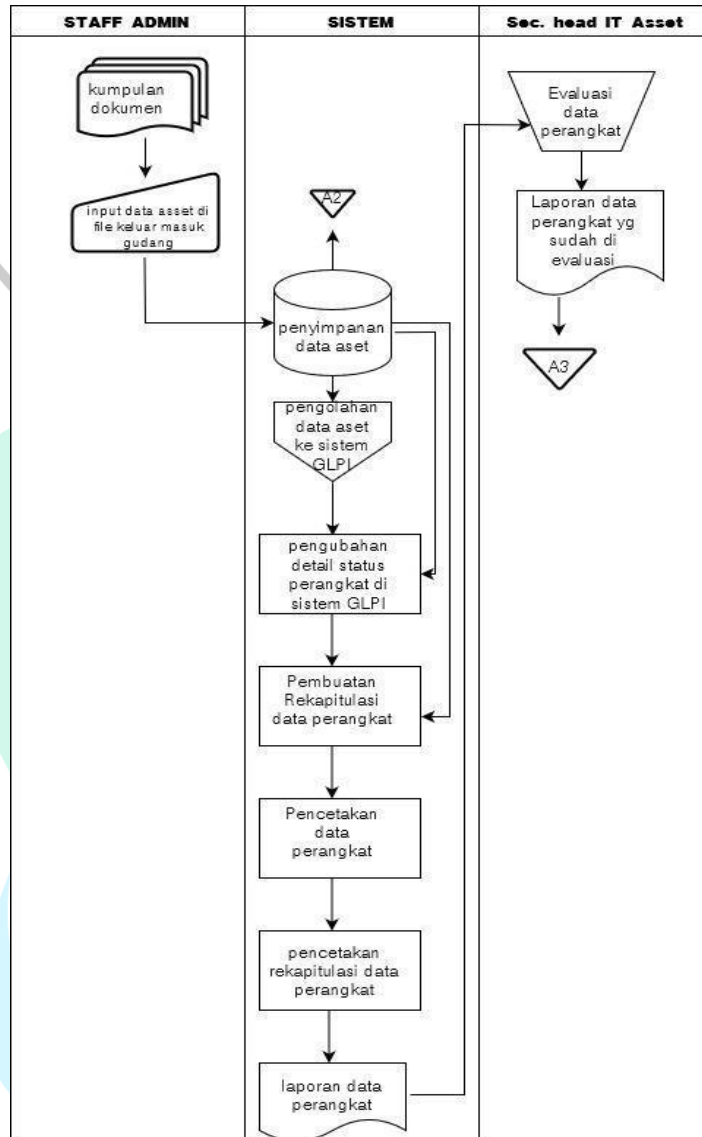 STAFF ADMIN
SISTEM
Sec. head IT Asset
kumpulan
dokumen
input data asset di
file keluar masuk
gudang
A2
penyimpanan
data aset
pengolahan
data aset
ke sistem
GLPI
pengubahan
detail status
perangkat di
sistem GLPI
Pembuatan
Rekapitulasi
data perangkat
Pencetakan
data
perangkat
pencetakan
rekapitulasi data
perangkat
laporan data
perangkat
Evaluasi
data
perangkat
Laporan data
perangkat yg
sudah di
evaluasi
A3